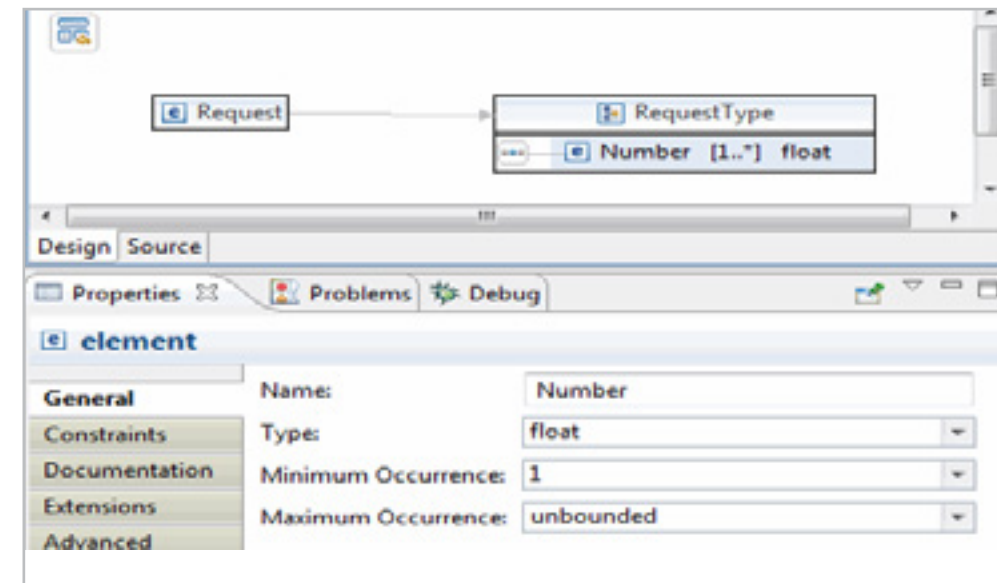 Request
RequestType
Number [1..*] float
Design Source
Properties Problems Debug
element
General
Constraints
Documentation
Extensions
Advanced
Name: Number
Type: float
Minimum Occurrence: 1
Maximum Occurrence: unbounded